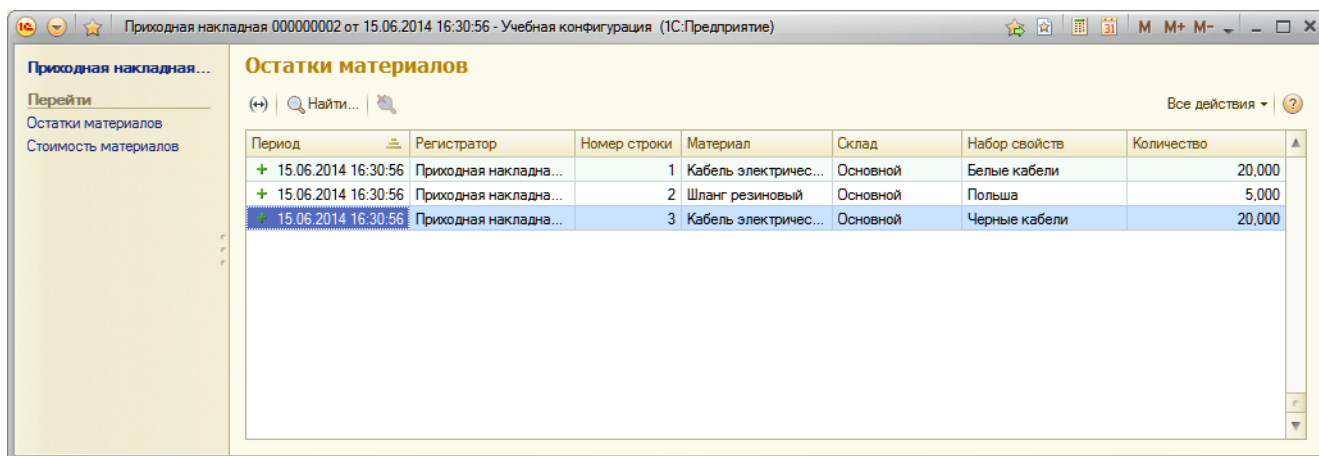 Приходная накладная 000000002 от 15.06.2014 16:30:56 - Учебная конфигурация (1С:Предприятие) 31 M M+ M-
Приходная накладная...
Перейти
Остатки материалов
Стоимость материалов
Остатки материалов
Найти... Все действия
Период Регистратор Номер строки Материал Склад Набор свойств Количество
15.06.2014 16:30:56 Приходная накладна... 1 Кабель электричес... Основной Белые кабели 20,000
15.06.2014 16:30:56 Приходная накладна... 2 Шланг резиновый Основной Польша 5,000
15.06.2014 16:30:56 Приходная накладна... 3 Кабель электричес... Основной Черные кабели 20,000